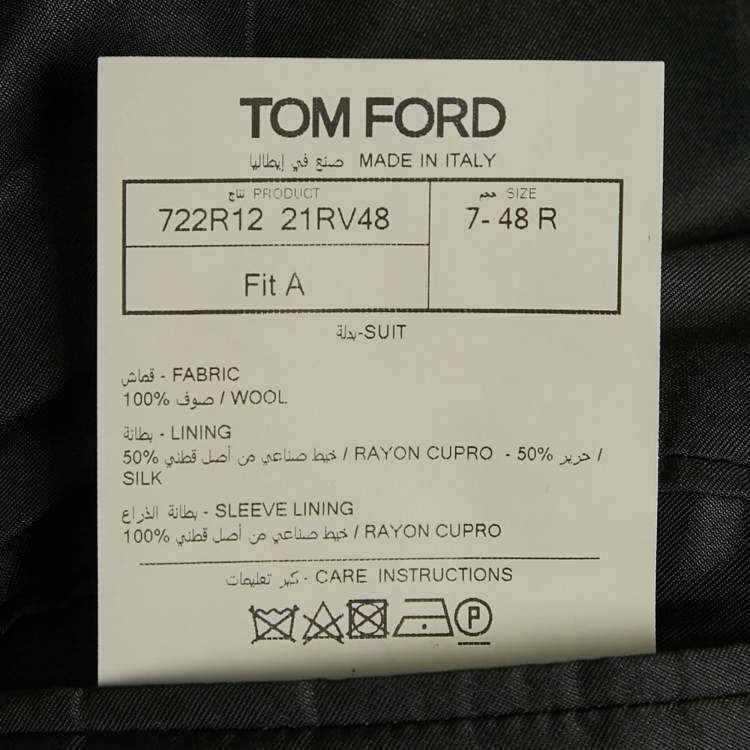 TOM FORD
صنع في إيطاليا MADE IN ITALY
نتاج PRODUCT
722R12 21RV48
حجم SIZE
7- 48 R
Fit A
بدلة-SUIT
قماش - FABRIC
100% صوف / WOOL
بطانة - LINING
50% خيط صناعي من أصل قطني / RAYON CUPRO - 50% حرير /
SILK
بطانة الذراع - SLEEVE LINING
100% خيط صناعي من أصل قطني / RAYON CUPRO
كبر تعليمات - CARE INSTRUCTIONS
P